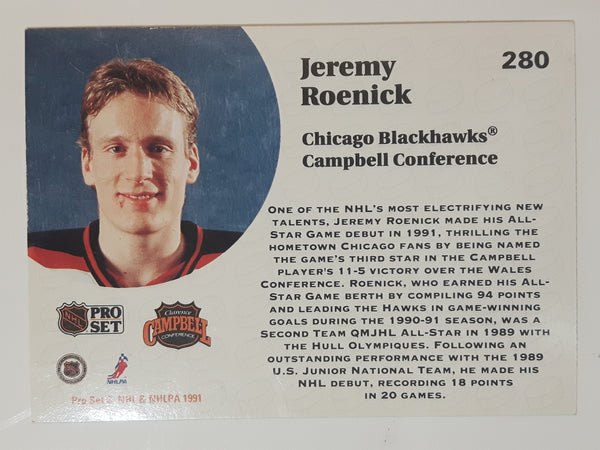 280
Jeremy
Roenick
Chicago Blackhawks®
Campbell Conference
ONE OF THE NHL'S MOST ELECTRIFYING NEW
TALENTS, JEREMY ROENICK MADE HIS ALL-
STAR GAME DEBUT IN 1991, THRILLING THE
HOMETOWN CHICAGO FANS BY BEING NAMED
THE GAME'S THIRD STAR IN THE CAMPBELL
PLAYER'S 11-5 VICTORY OVER THE WALES
CONFERENCE. ROENICK, WHO EARNED HIS ALL-
STAR GAME BERTH BY COMPILING 94 POINTS
AND LEADING THE HAWKS IN GAME-WINNING
GOALS DURING THE 1990-91 SEASON, WAS A
SECOND TEAM QMJHL ALL-STAR IN 1989 WITH
THE HULL OLYMPIQUES. FOLLOWING AN
OUTSTANDING PERFORMANCE WITH THE 1989
U.S. JUNIOR NATIONAL TEAM, HE MADE HIS
NHL DEBUT, RECORDING 18 POINTS
IN 20 GAMES.
NHL PRO
SET
Clarence
CAMPBELL
CONFERENCE
NHLPA
Pro Set NHL & NHLPA 1991